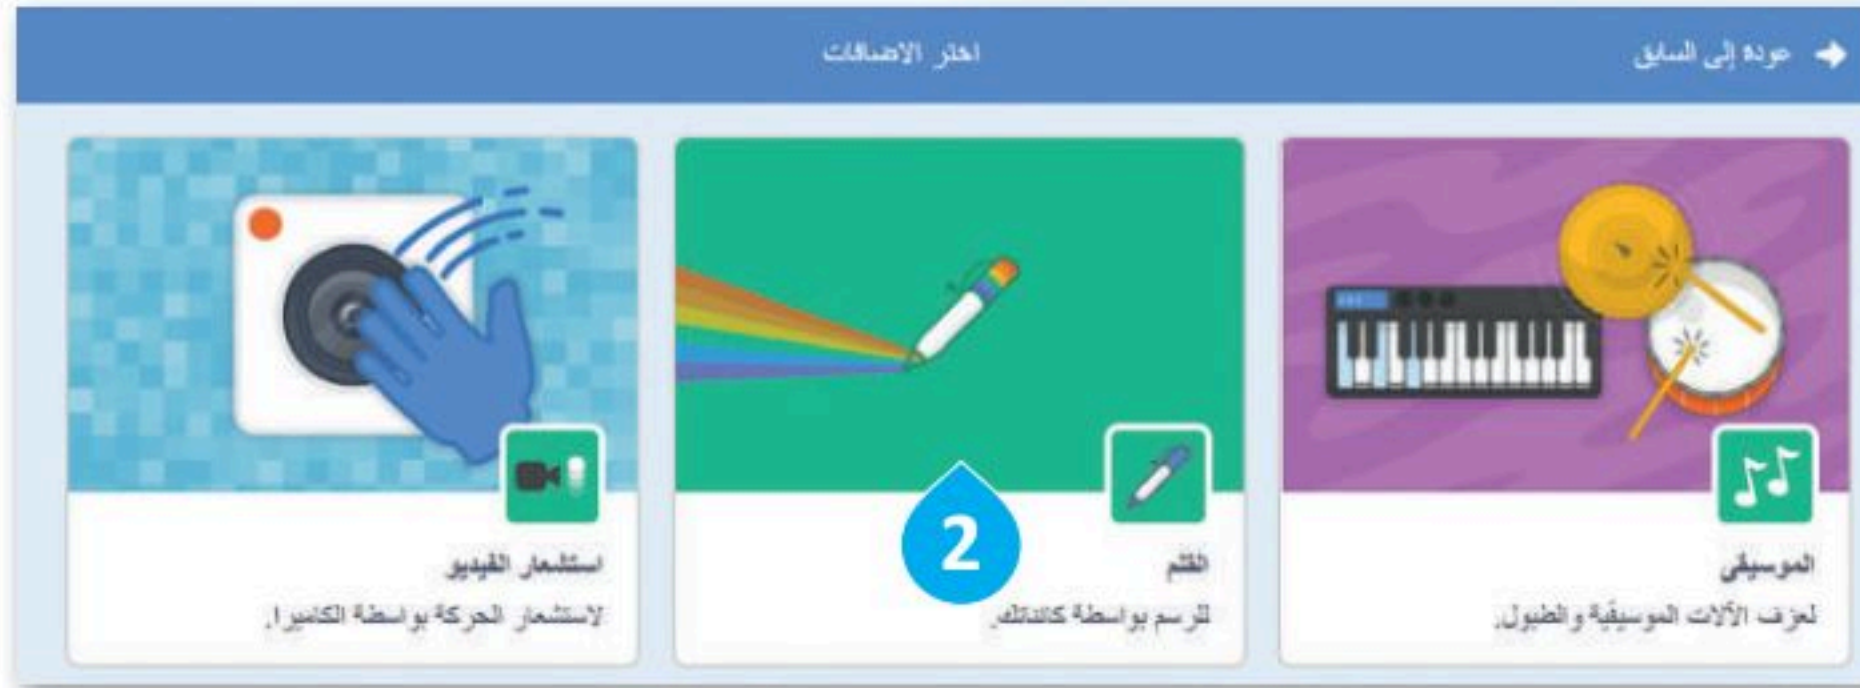 عودة إلى السابق
اختر الاضافات
الموسيقى
لعزف الآلات الموسيقية والطبول.
القلم
للرسم بواسطة كائناتك.
2
استشعار الفيديو
لاستشعار الحركة بواسطة الكاميرا.